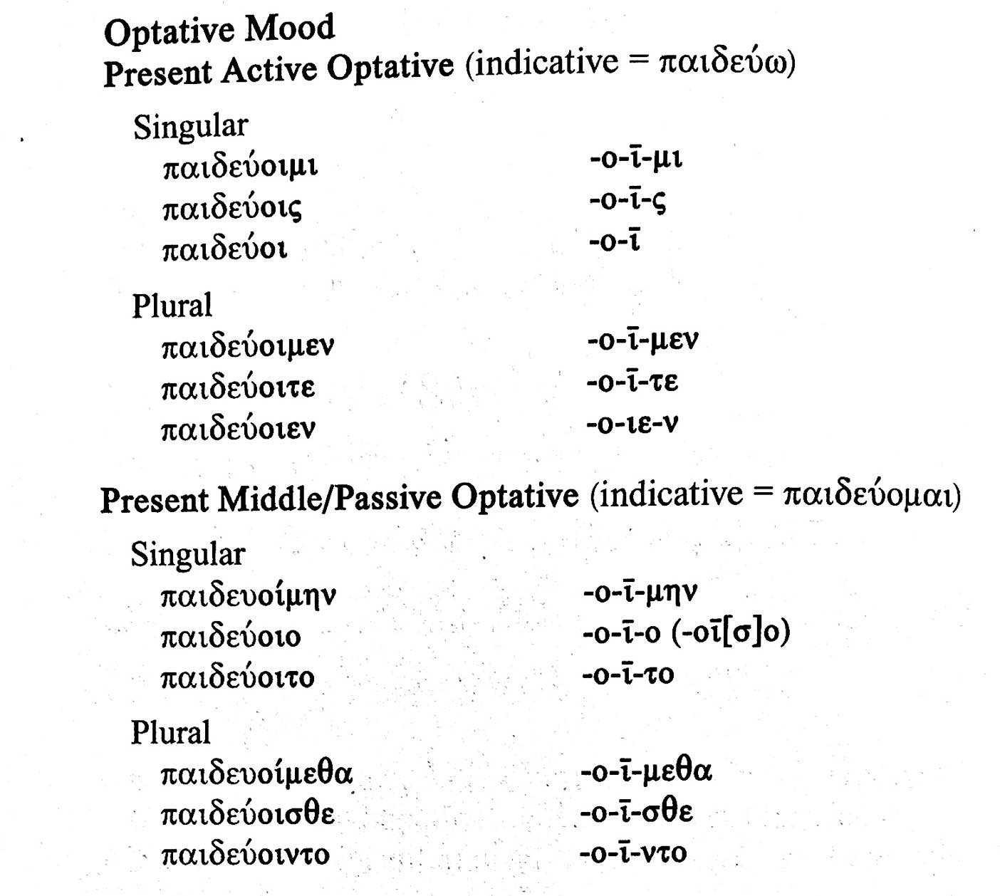 Optative Mood
Present Active Optative (indicative = παιδεύω)
Singular
παιδεύοιμι -ο-ῑ-μι
παιδεύοις -ο-ῑ-ς
παιδεύοι -ο-ῑ
Plural
παιδεύοιμεν -ο-ῑ-μεν
παιδεύοιτε -ο-ῑ-τε
παιδεύοιεν -ο-ιε-ν
Present Middle/Passive Optative (indicative = παιδεύομαι)
Singular
παιδευοίμην -ο-ῑ-μην
παιδεύοιο -ο-ῑ-ο (-οῑ[σ]ο)
παιδεύοιτο -ο-ῑ-το
Plural
παιδευοίμεθα -ο-ῑ-μεθα
παιδεύοισθε -ο-ῑ-σθε
παιδεύοιντο -ο-ῑ-ντο